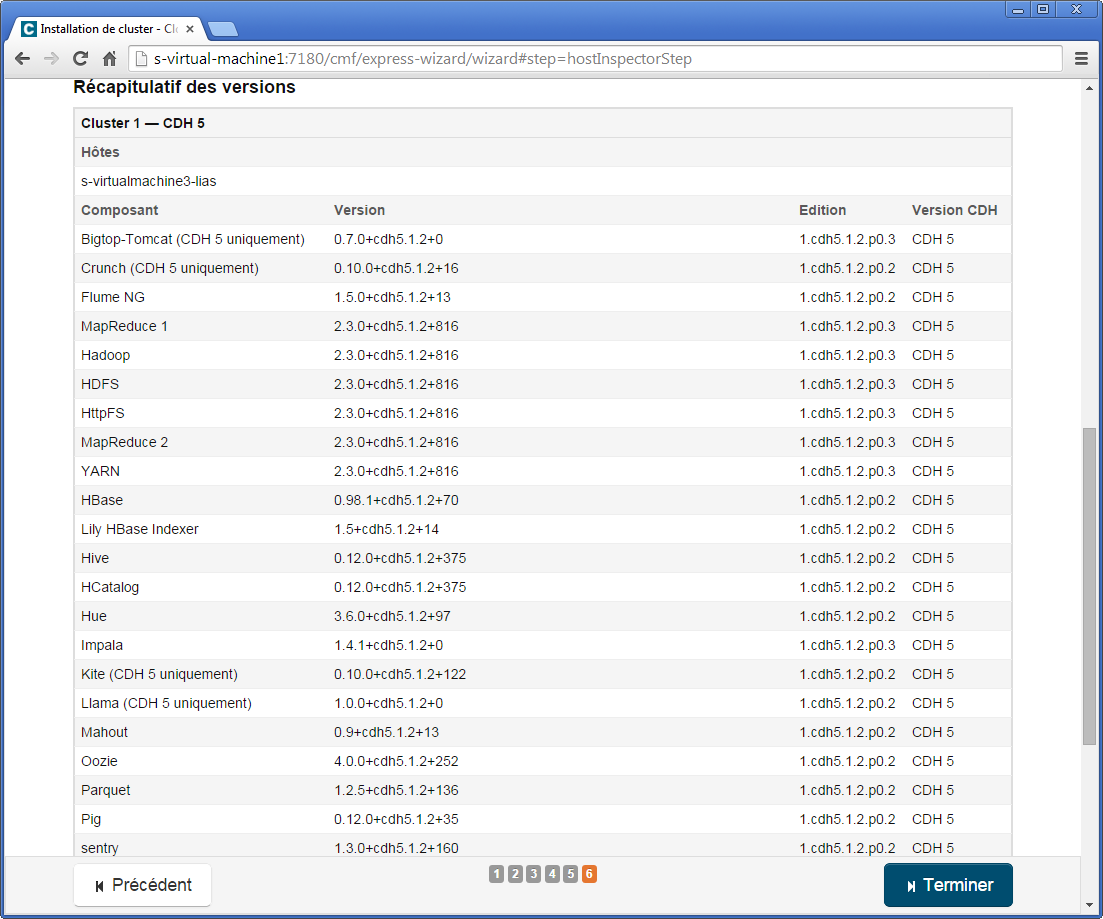 Installation de cluster - Clo
s-virtual-machine1:7180/cmf/express-wizard/wizard#step=hostInspectorStep
Récapitulatif des versions
Cluster 1 — CDH 5
Hôtes
s-virtualmachine3-lias
Composant Version Edition Version CDH
Bigtop-Tomcat (CDH 5 uniquement) 0.7.0+cdh5.1.2+0 1.cdh5.1.2.p0.3 CDH 5
Crunch (CDH 5 uniquement) 0.10.0+cdh5.1.2+16 1.cdh5.1.2.p0.2 CDH 5
Flume NG 1.5.0+cdh5.1.2+13 1.cdh5.1.2.p0.2 CDH 5
MapReduce 1 2.3.0+cdh5.1.2+816 1.cdh5.1.2.p0.3 CDH 5
Hadoop 2.3.0+cdh5.1.2+816 1.cdh5.1.2.p0.3 CDH 5
HDFS 2.3.0+cdh5.1.2+816 1.cdh5.1.2.p0.3 CDH 5
HttpFS 2.3.0+cdh5.1.2+816 1.cdh5.1.2.p0.3 CDH 5
MapReduce 2 2.3.0+cdh5.1.2+816 1.cdh5.1.2.p0.3 CDH 5
YARN 2.3.0+cdh5.1.2+816 1.cdh5.1.2.p0.3 CDH 5
HBase 0.98.1+cdh5.1.2+70 1.cdh5.1.2.p0.2 CDH 5
Lily HBase Indexer 1.5+cdh5.1.2+14 1.cdh5.1.2.p0.2 CDH 5
Hive 0.12.0+cdh5.1.2+375 1.cdh5.1.2.p0.2 CDH 5
HCatalog 0.12.0+cdh5.1.2+375 1.cdh5.1.2.p0.2 CDH 5
Hue 3.6.0+cdh5.1.2+97 1.cdh5.1.2.p0.2 CDH 5
Impala 1.4.1+cdh5.1.2+0 1.cdh5.1.2.p0.3 CDH 5
Kite (CDH 5 uniquement) 0.10.0+cdh5.1.2+122 1.cdh5.1.2.p0.2 CDH 5
Llama (CDH 5 uniquement) 1.0.0+cdh5.1.2+0 1.cdh5.1.2.p0.2 CDH 5
Mahout 0.9+cdh5.1.2+13 1.cdh5.1.2.p0.2 CDH 5
Oozie 4.0.0+cdh5.1.2+252 1.cdh5.1.2.p0.2 CDH 5
Parquet 1.2.5+cdh5.1.2+136 1.cdh5.1.2.p0.2 CDH 5
Pig 0.12.0+cdh5.1.2+35 1.cdh5.1.2.p0.2 CDH 5
sentry 1.3.0+cdh5.1.2+160 1.cdh5.1.2.p0.2 CDH 5
Précédent 1 2 3 4 5 6 Terminer